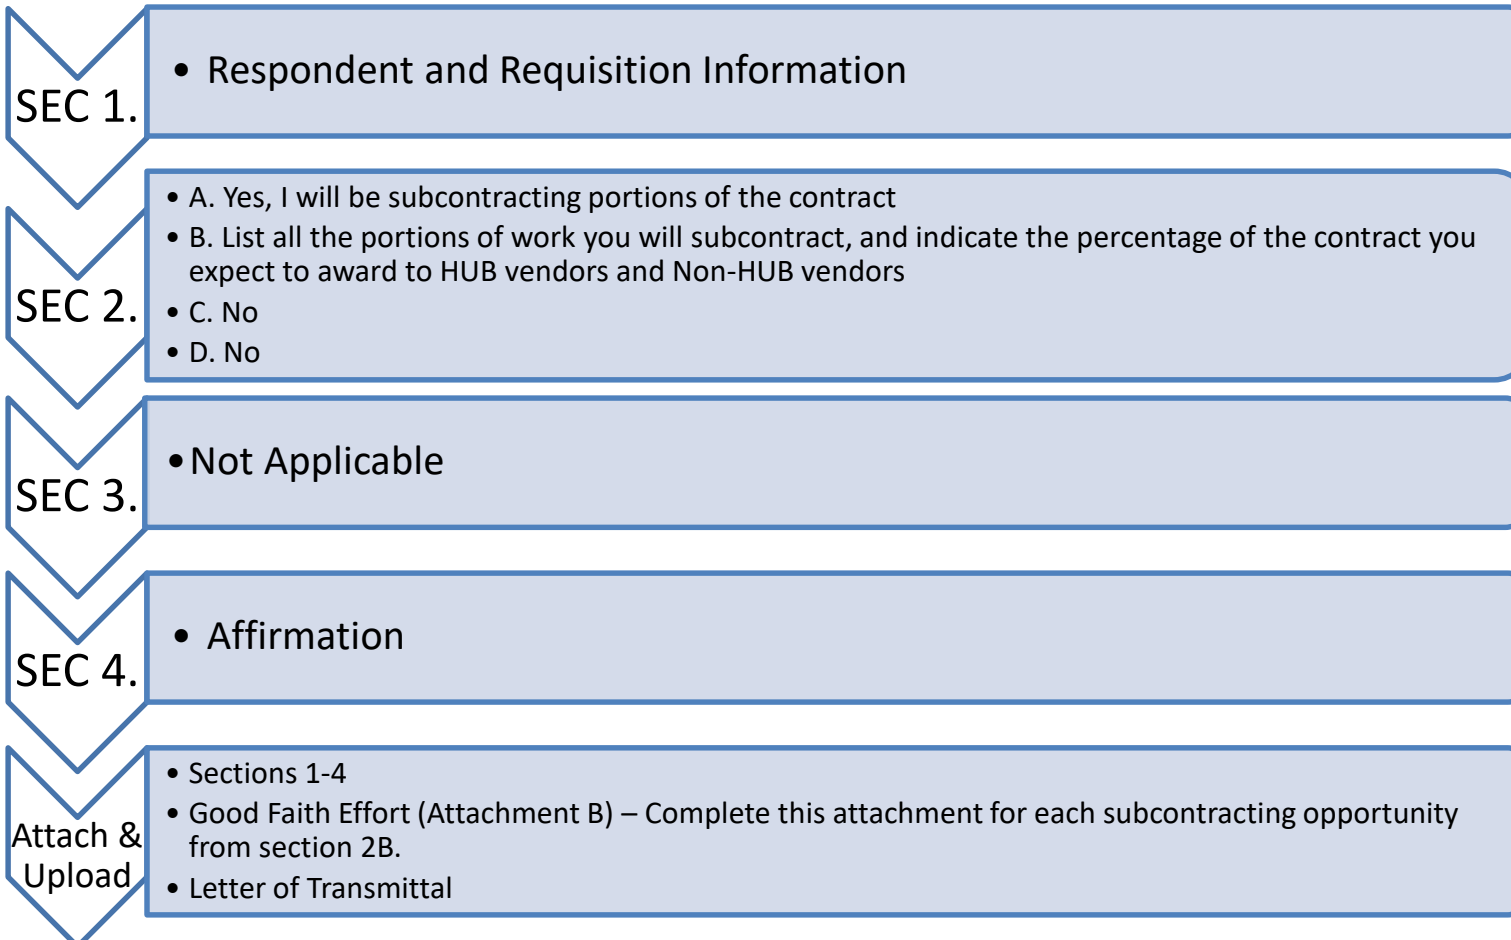 SEC 1.
• Respondent and Requisition Information
SEC 2.
• A. Yes, I will be subcontracting portions of the contract
• B. List all the portions of work you will subcontract, and indicate the percentage of the contract you
expect to award to HUB vendors and Non-HUB vendors
• C. No
• D. No
SEC 3.
•Not Applicable
SEC 4.
• Affirmation
Attach &
Upload
• Sections 1-4
• Good Faith Effort (Attachment B) – Complete this attachment for each subcontracting opportunity
from section 2B.
• Letter of Transmittal